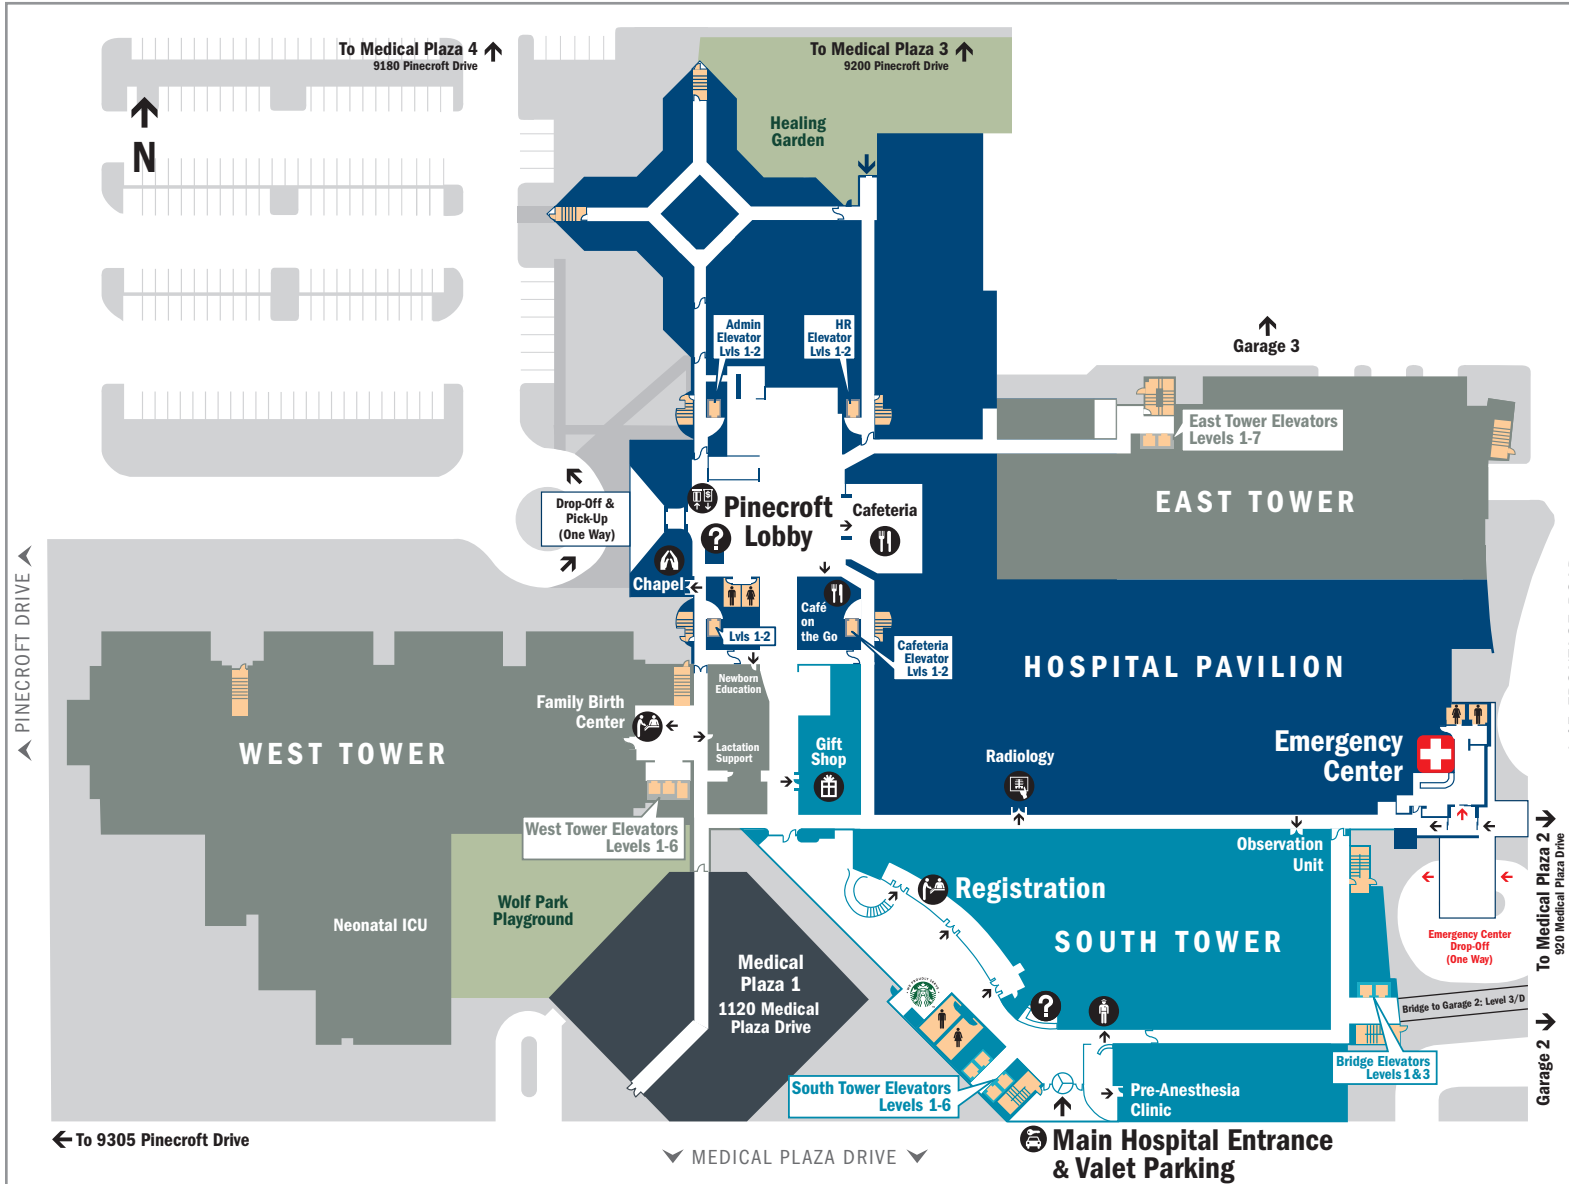 To Medical Plaza 4
9180 Pinecroft Drive
To Medical Plaza 3
9200 Pinecroft Drive
N
Healing
Garden
Admin
Elevator
Lvls 1-2
HR
Elevator
Lvls 1-2
Garage 3
East Tower Elevators
Levels 1-7
EAST TOWER
Drop-Off &
Pick-Up
(One Way)
$
?
Pinecroft
Lobby
Cafeteria
Chapel
Café
on
the Go
Lvls 1-2
Cafeteria
Elevator
Lvls 1-2
PINECROFT DRIVE
HOSPITAL PAVILION
Newborn
Education
Family Birth
Center
WEST TOWER
Lactation
Support
Gift
Shop
Radiology
Emergency
Center
West Tower Elevators
Levels 1-6
Observation
Unit
To Medical Plaza 2
920 Medical Plaza Drive
Registration
Wolf Park
Playground
Neonatal ICU
SOUTH TOWER
Emergency Center
Drop-Off
(One Way)
Medical
Plaza 1
1120 Medical
Plaza Drive
WE PROUDLY SERVE
?
Bridge to Garage 2: Level 3/D
Garage 2
Bridge Elevators
Levels 1 & 3
South Tower Elevators
Levels 1-6
Pre-Anesthesia
Clinic
To 9305 Pinecroft Drive
Main Hospital Entrance
& Valet Parking
MEDICAL PLAZA DRIVE